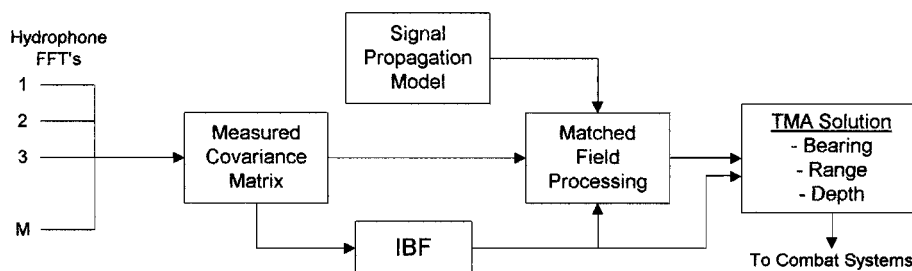 Hydrophone
FFT's
1
2
3
M
Signal
Propagation
Model
Measured
Covariance
Matrix
Matched
Field
Processing
IBF
TMA Solution
- Bearing
- Range
- Depth
To Combat Systems